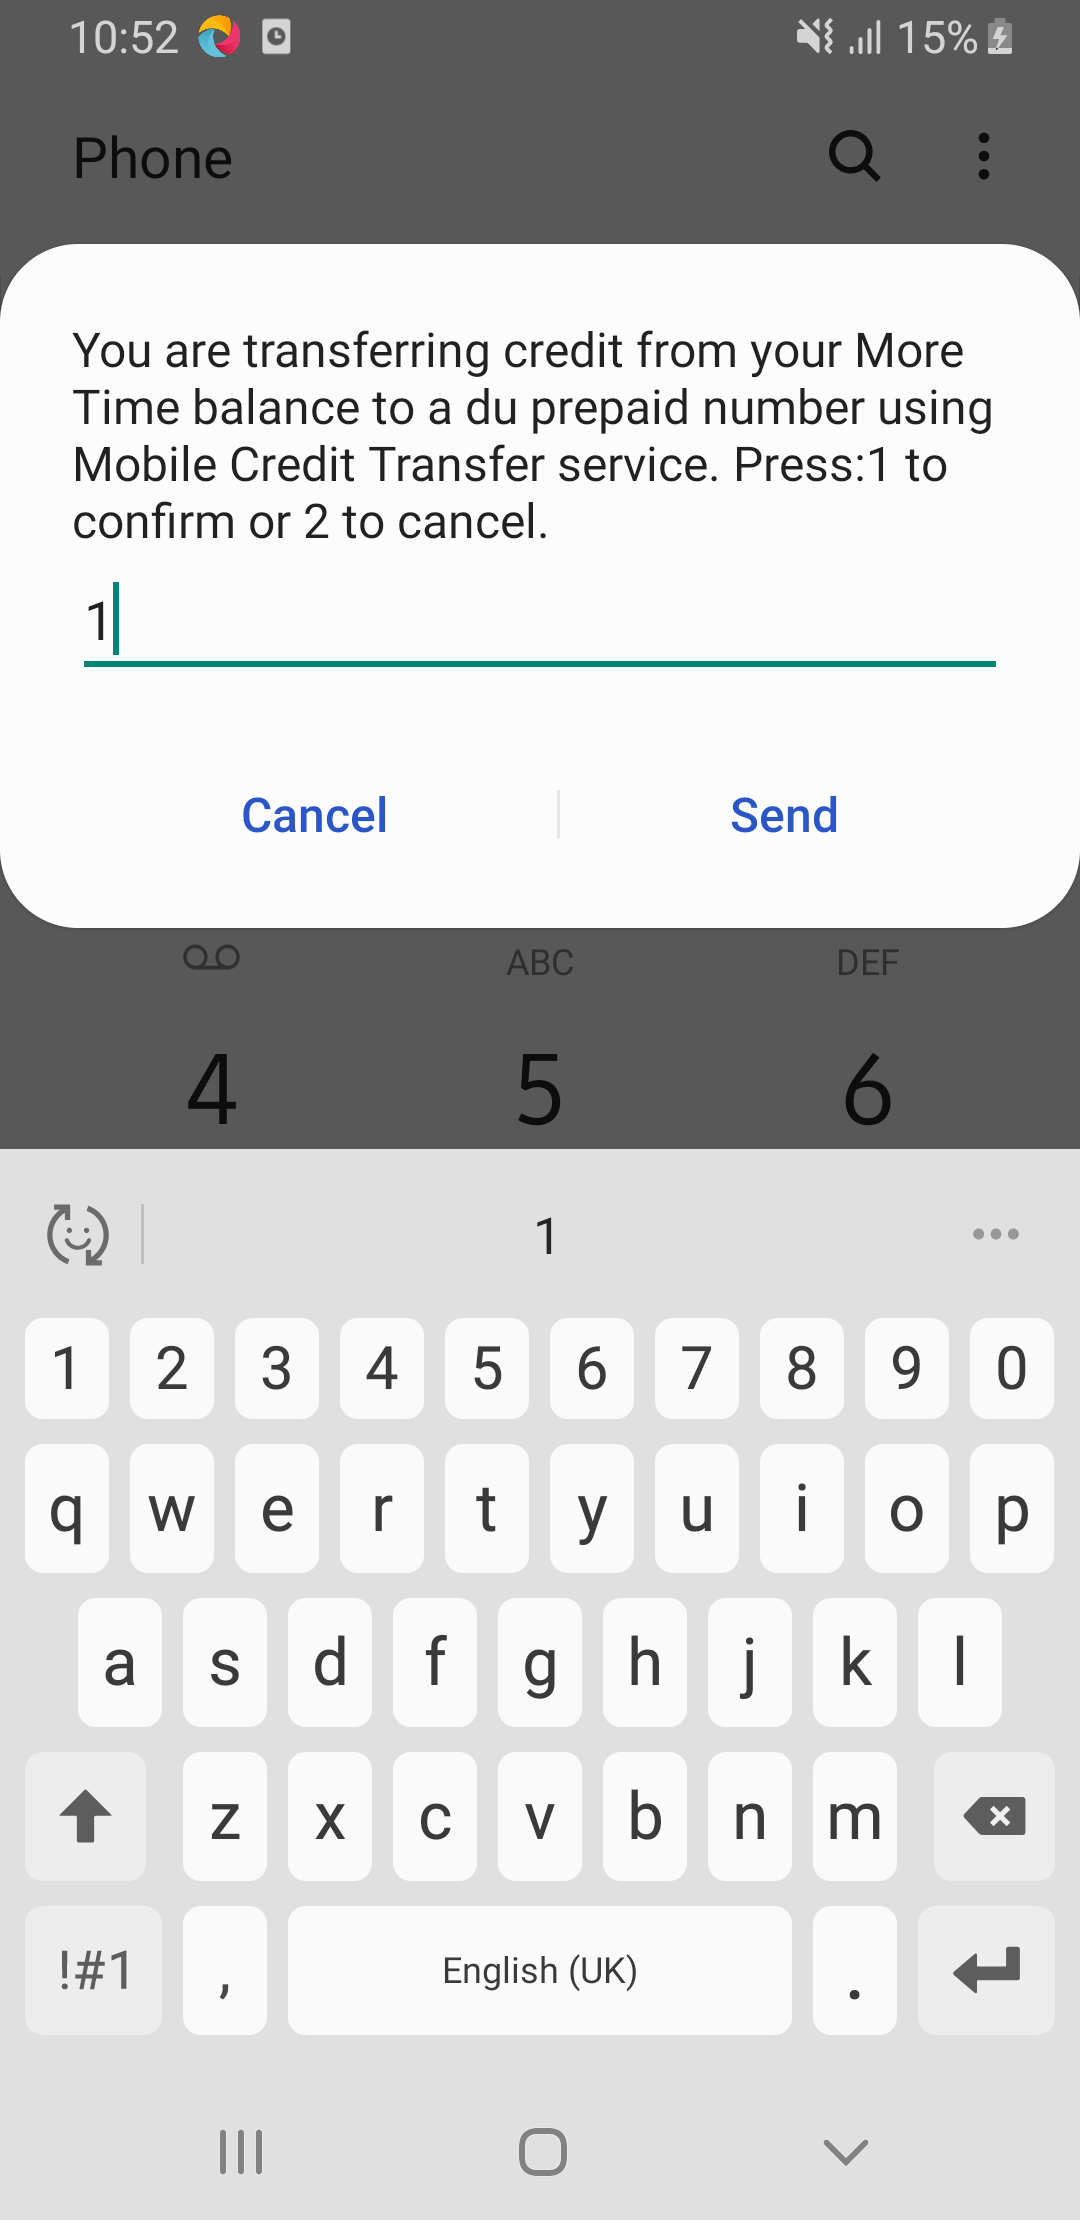 10:52
15%
Phone
You are transferring credit from your More
Time balance to a du prepaid number using
Mobile Credit Transfer service. Press:1 to
confirm or 2 to cancel.
1
Cancel Send
ABC DEF
4 5 6
1
1 2 3 4 5 6 7 8 9 0
q w e r t y u i o p
a s d f g h j k l
z x c v b n m
!#1 , English (UK) .